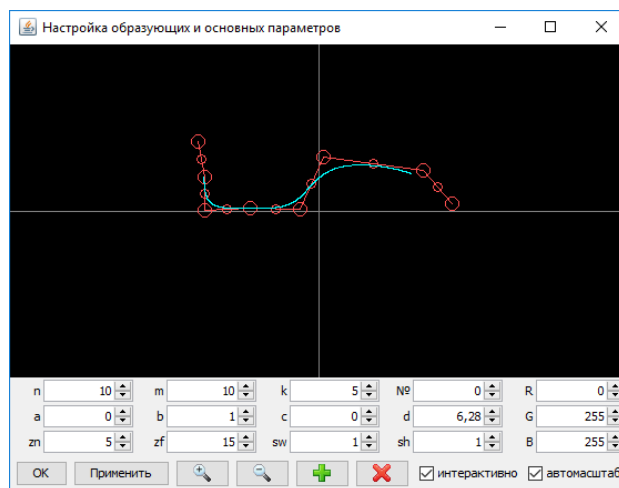 Настройка образующих и основных параметров
n 10 m 10 k 5 № 0 R 0
a 0 b 1 c 0 d 6,28 G 255
zn 5 zf 15 sw 1 sh 1 B 255
OK Применить интерактивно автомасштаб